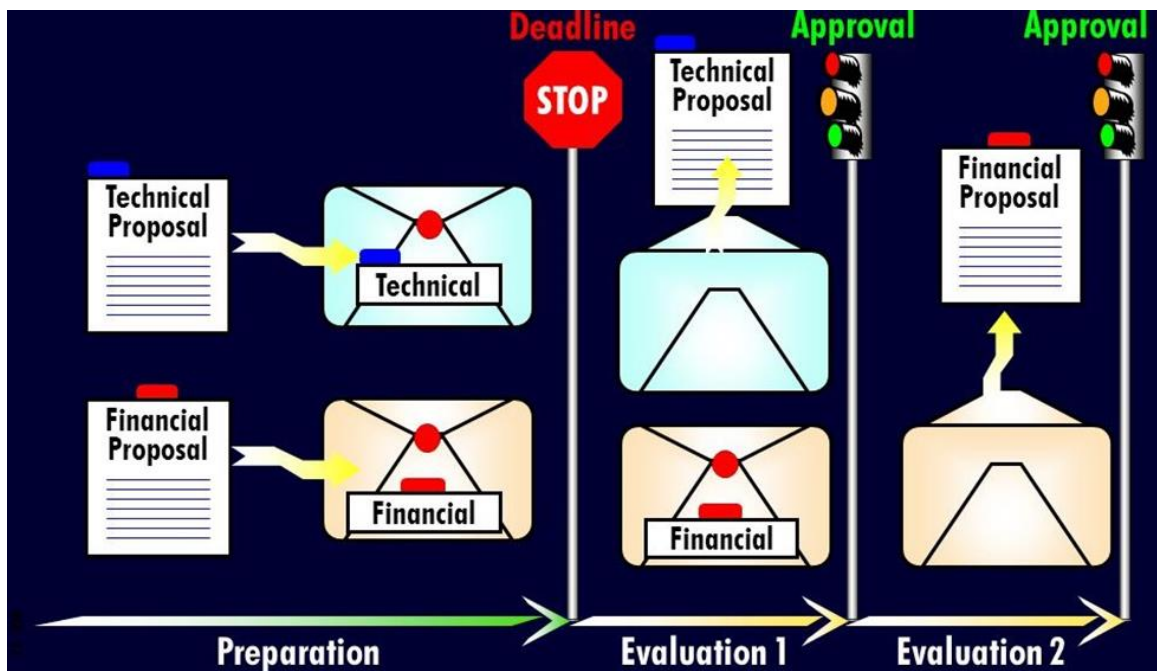 Deadline
STOP
Approval
Approval
Technical
Proposal
Financial
Proposal
Technical
Proposal
Technical
Financial
Proposal
Financial
Financial
Preparation
Evaluation 1
Evaluation 2